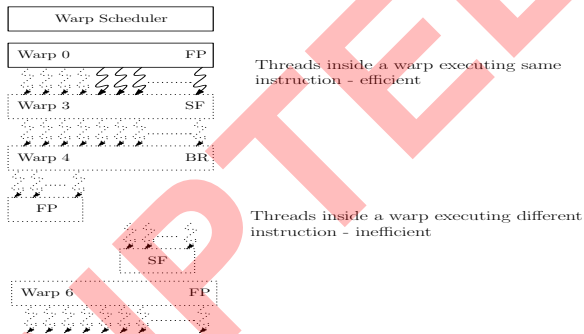 Warp Scheduler
Warp 0 FP
Threads inside a warp executing same
instruction - efficient
Warp 3 SF
Warp 4 BR
FP
Threads inside a warp executing different
instruction - inefficient
SF
Warp 6 FP
IPTEL